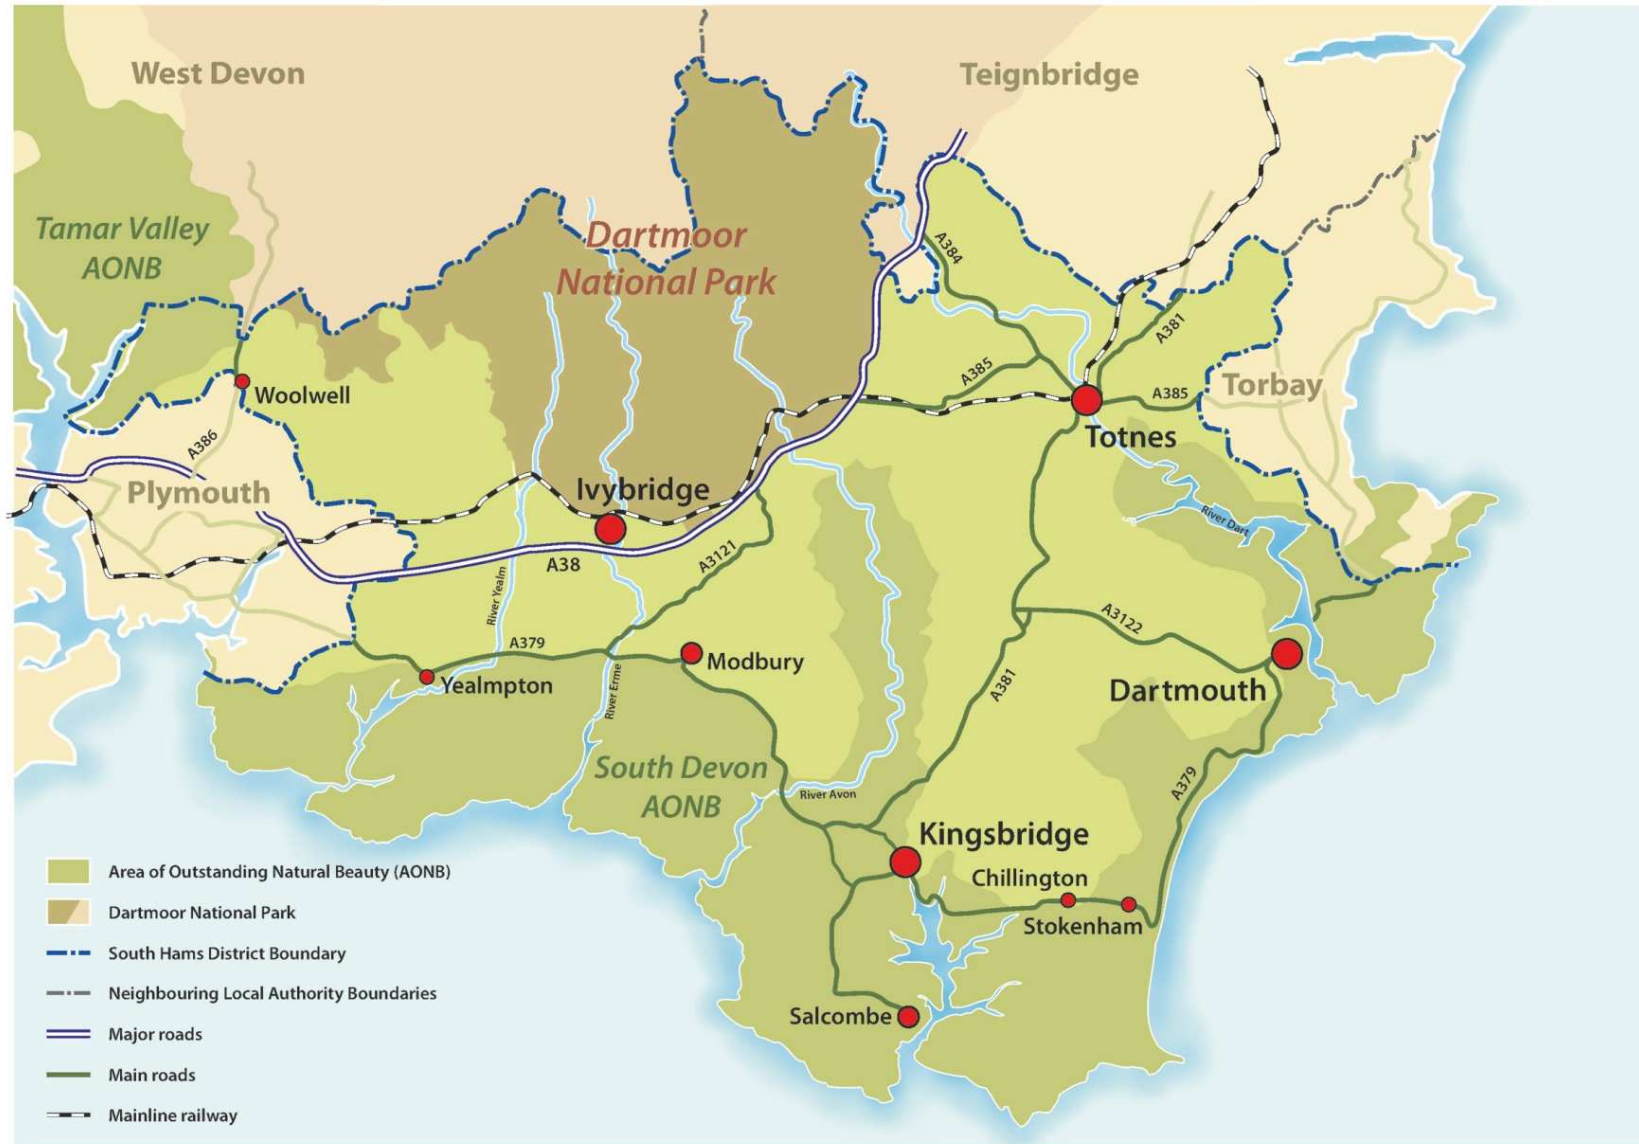 West Devon
Teignbridge
Tamar Valley
AONB
Dartmoor
National Park
A384
A381
A385
A385
Torbay
Woolwell
A386
Totnes
Plymouth
Ivybridge
River Dart
A38
A3121
River Yealm
A3122
A379
Modbury
Yealmpton
River Erme
A381
Dartmouth
South Devon
AONB
River Avon
A379
Kingsbridge
Chillington
Stokenham
Salcombe
Area of Outstanding Natural Beauty (AONB)
Dartmoor National Park
South Hams District Boundary
Neighbouring Local Authority Boundaries
Major roads
Main roads
Mainline railway